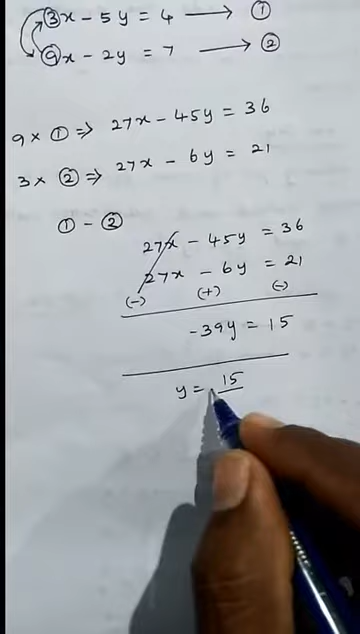 3x - 5y = 4 → ①
9x - 2y = 7 → ②
9 × ① ⇒ 27x - 45y = 36
3 × ② ⇒ 27x - 6y = 21
① - ②
27x - 45y = 36
27x - 6y = 21
(-) (+) (-)
-39y = 15
y = 15